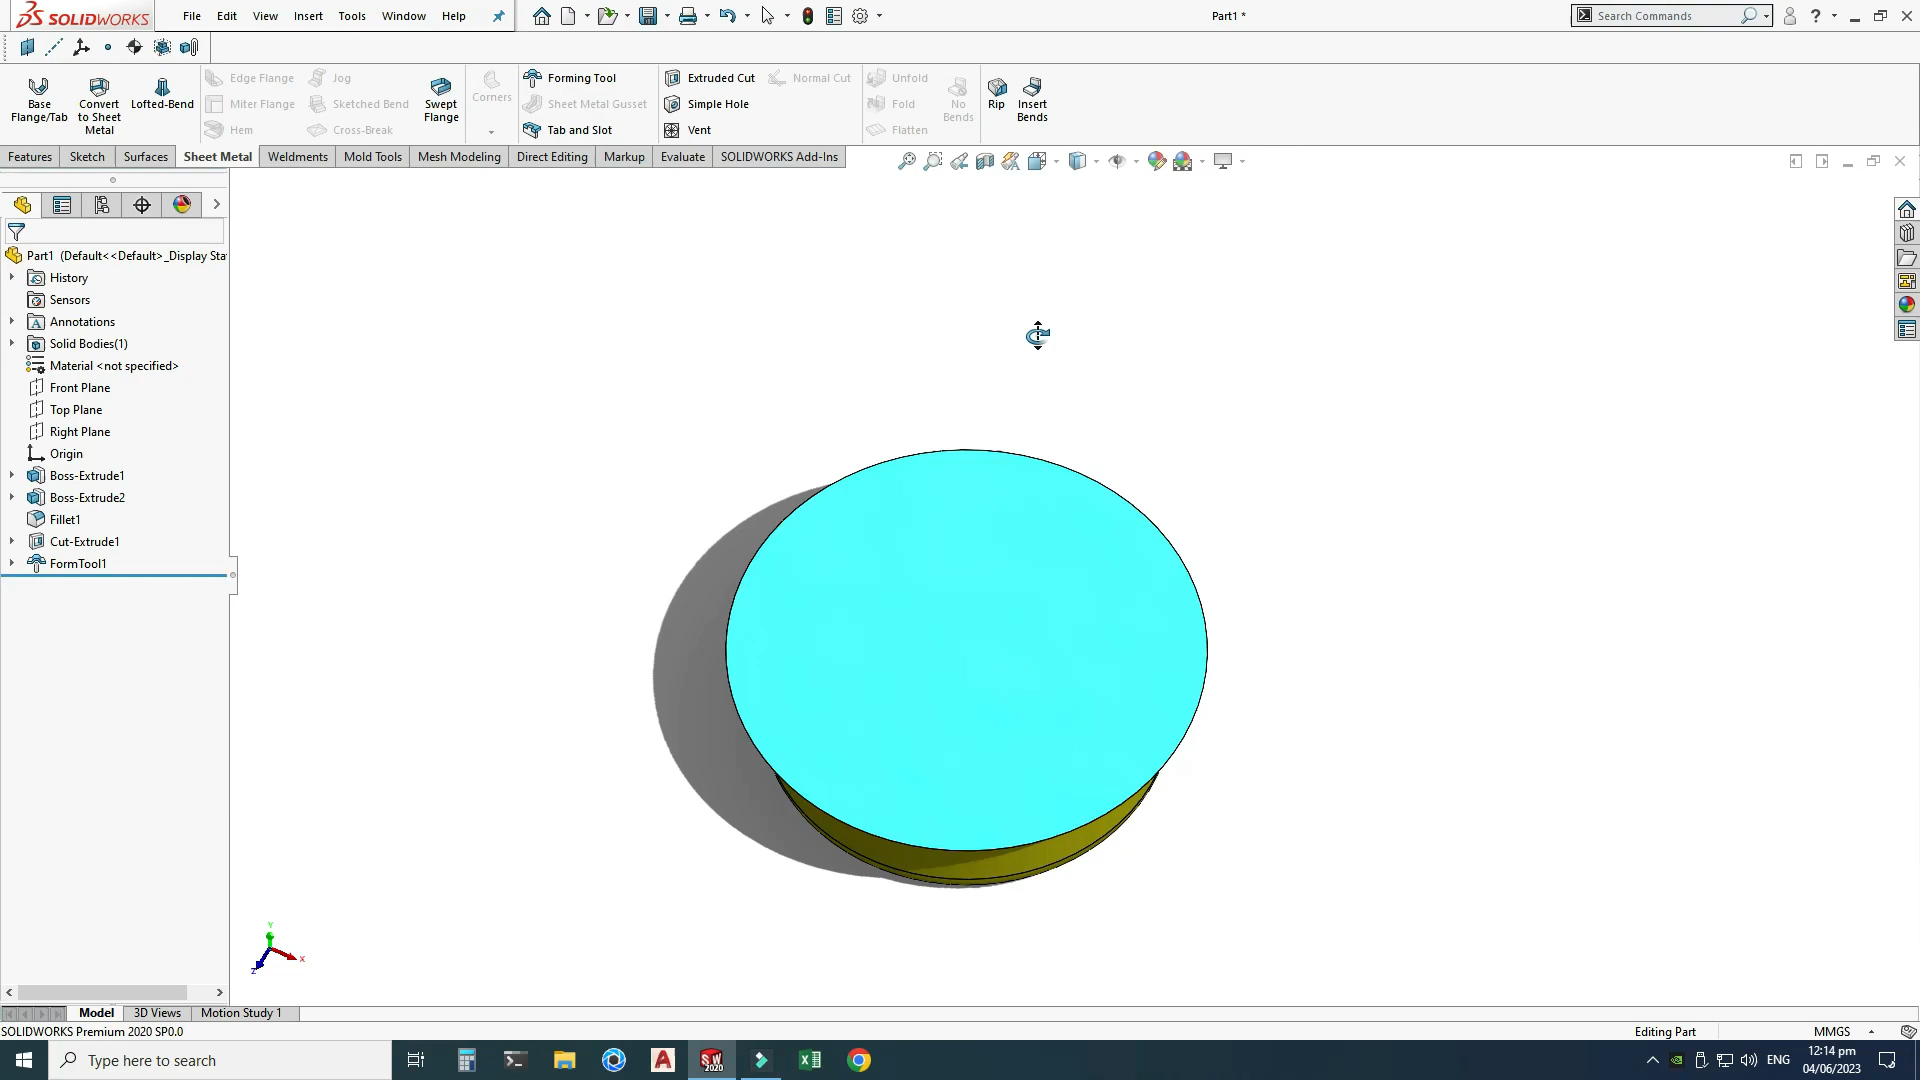 SOLIDWORKS File Edit View Insert Tools Window Help Part1 * Search Commands
Base Flange/Tab
Convert to Sheet Metal
Lofted-Bend
Edge Flange
Miter Flange
Hem
Jog
Sketched Bend
Cross-Break
Swept Flange
Corners
Forming Tool
Sheet Metal Gusset
Tab and Slot
Extruded Cut
Simple Hole
Vent
Normal Cut
Unfold
Fold
Flatten
No Bends
Rip
Insert Bends
Features Sketch Surfaces Sheet Metal Weldments Mold Tools Mesh Modeling Direct Editing Markup Evaluate SOLIDWORKS Add-Ins
Part1 (Default<<Default>_Display Sta
History
Sensors
Annotations
Solid Bodies(1)
Material <not specified>
Front Plane
Top Plane
Right Plane
Origin
Boss-Extrude1
Boss-Extrude2
Fillet1
Cut-Extrude1
FormTool1
Y
X
Z
Model 3D Views Motion Study 1
SOLIDWORKS Premium 2020 SP0.0 Editing Part MMGS
Type here to search
SW
2020
ENG
12:14 pm
04/06/2023